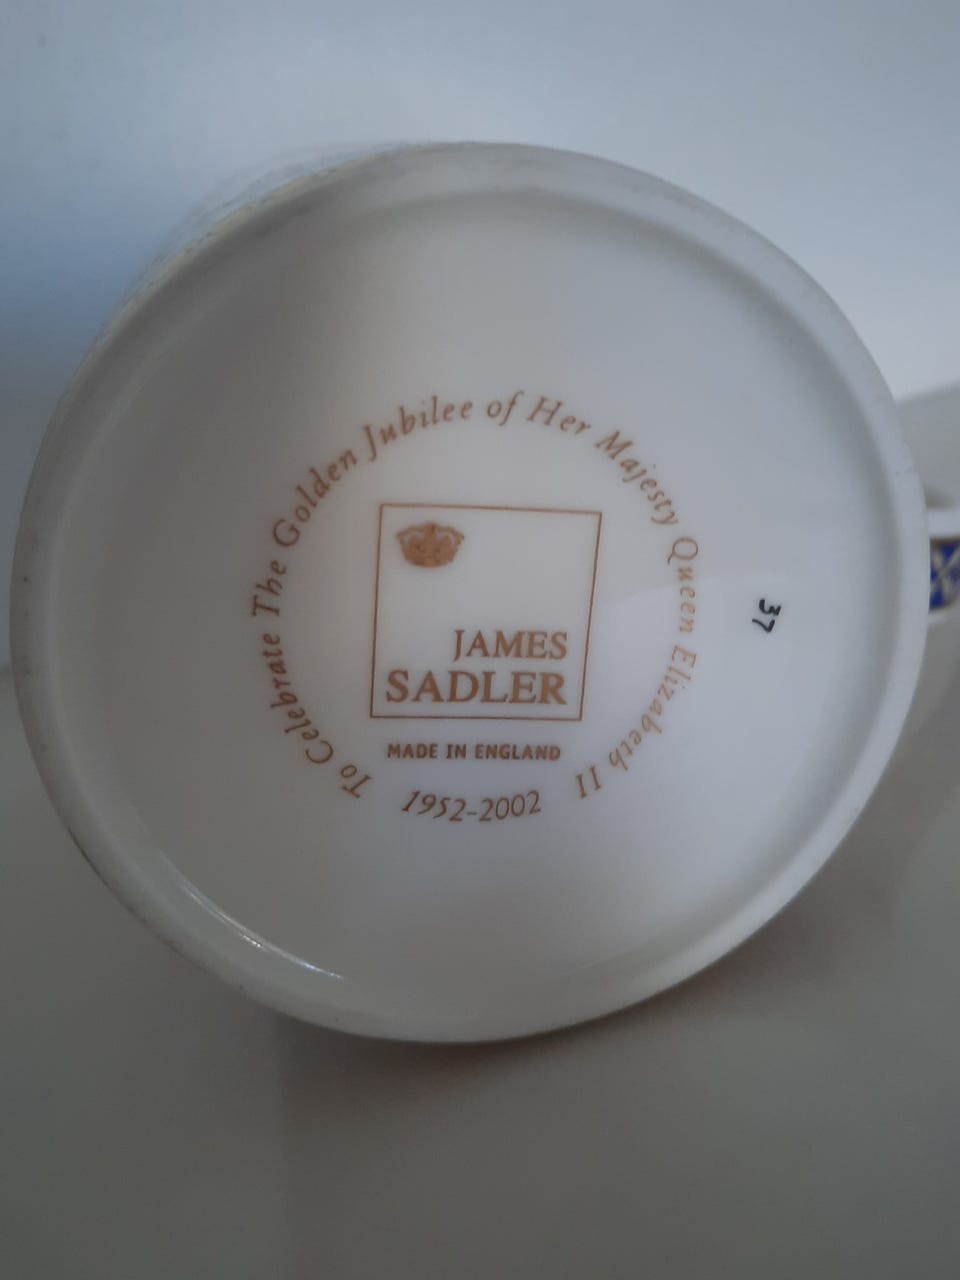 To Celebrate The Golden Jubilee of Her Majesty Queen Elizabeth II
JAMES
SADLER
MADE IN ENGLAND
1952-2002
37